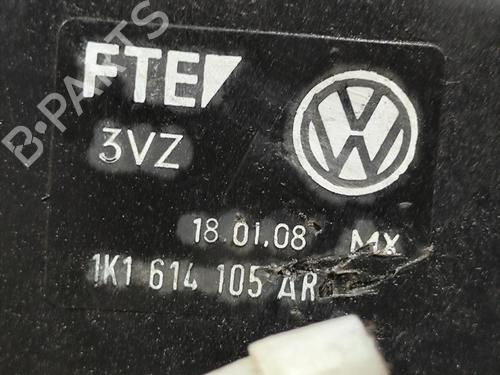 FTE
3VZ
18.01.08 MX
1K1 614 105 AR
B-PARTS